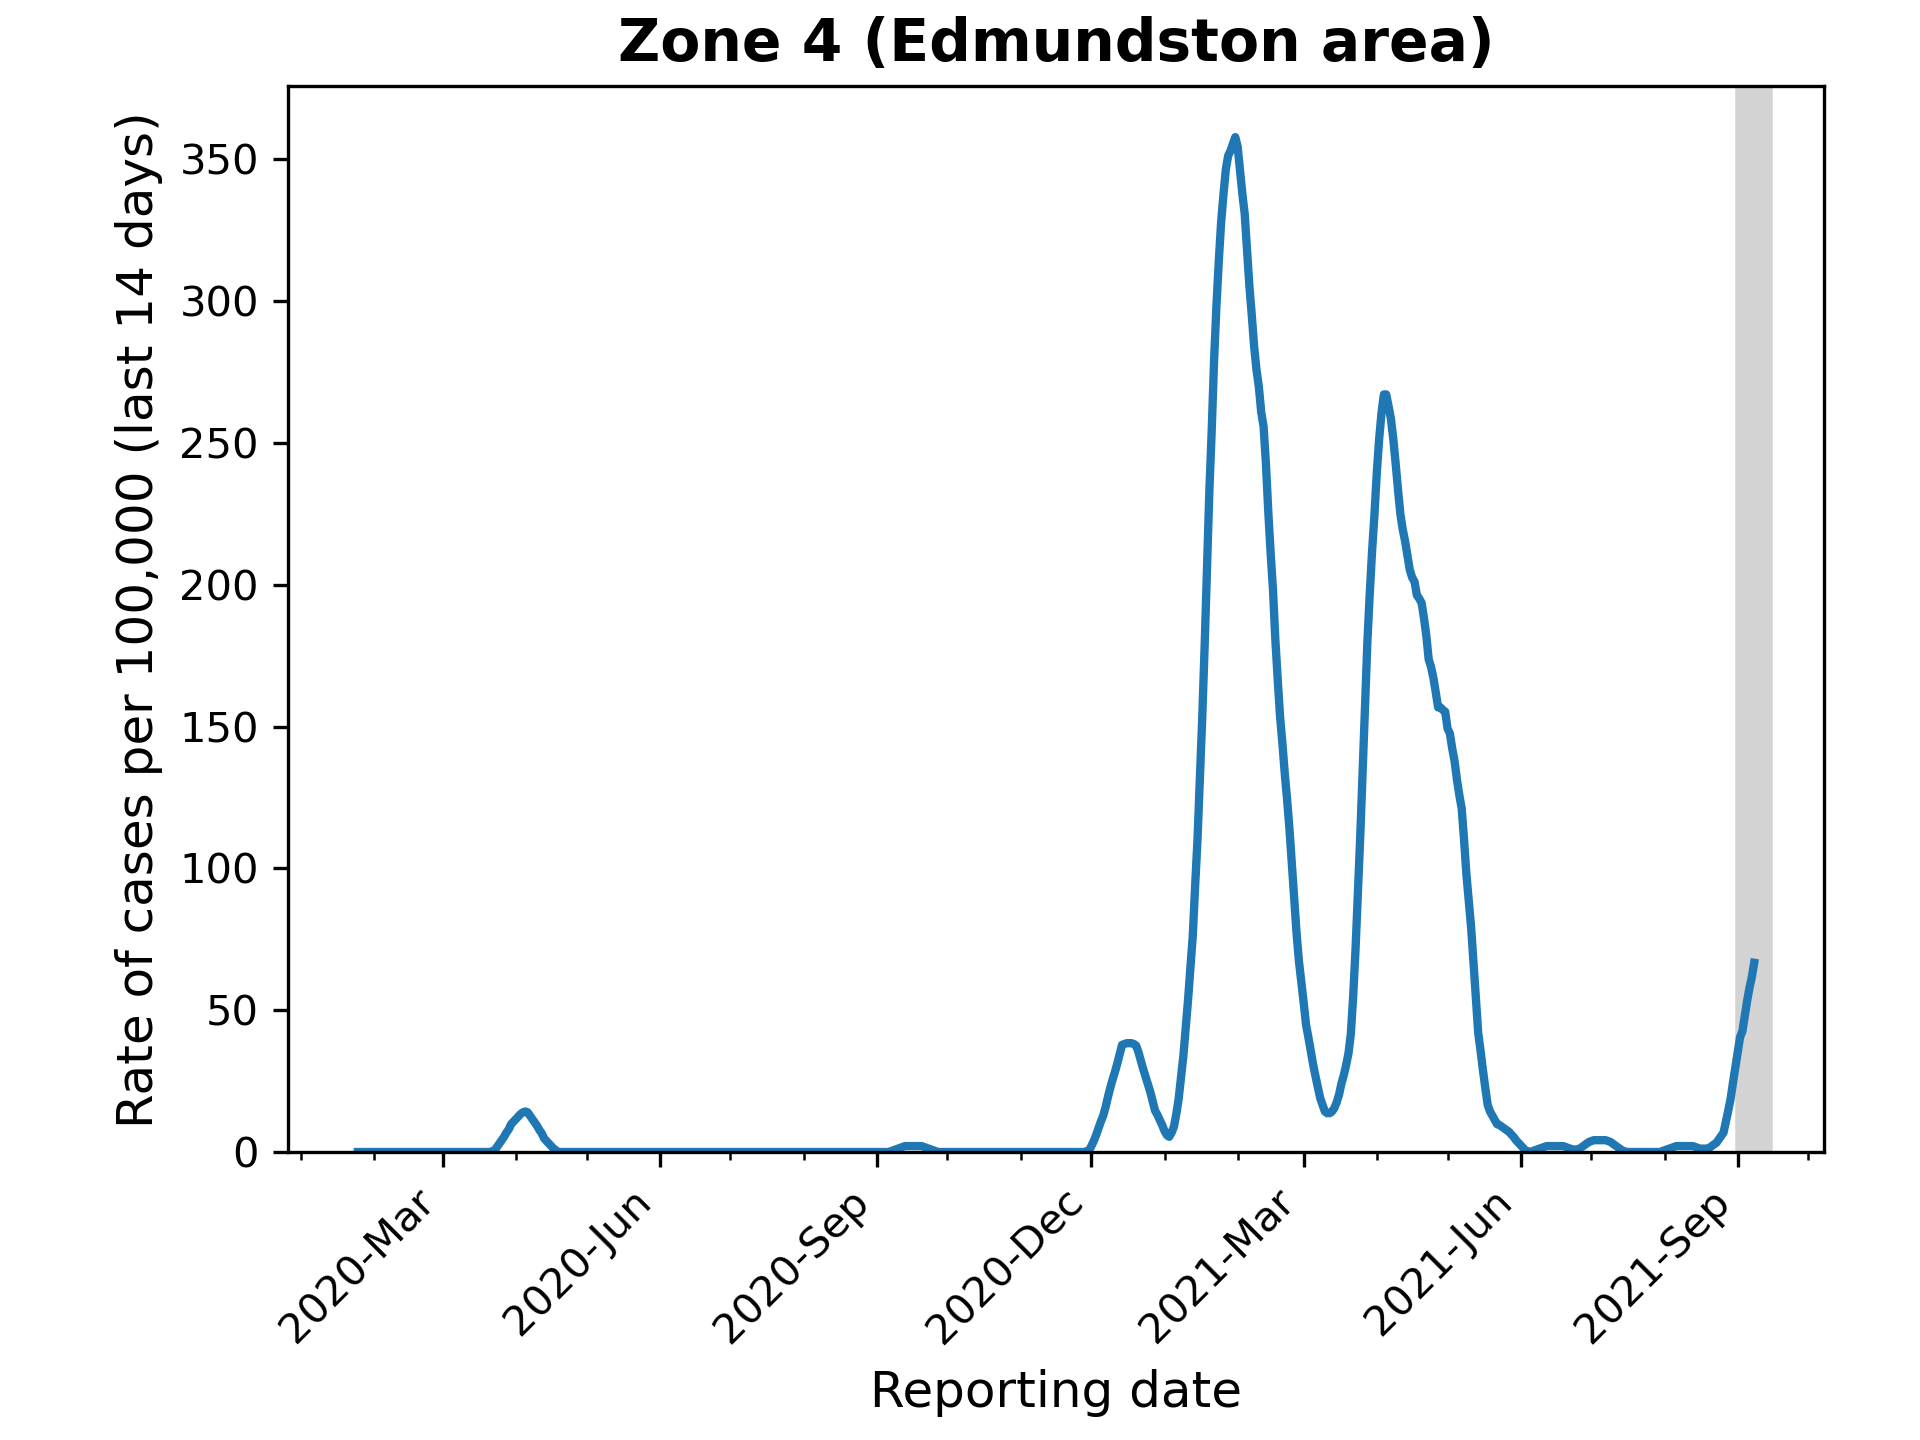 Zone 4 (Edmundston area)
Rate of cases per 100,000 (last 14 days)
350
300
250
200
150
100
50
0
2020-Mar
2020-Jun
2020-Sep
2020-Dec
2021-Mar
2021-Jun
2021-Sep
Reporting date